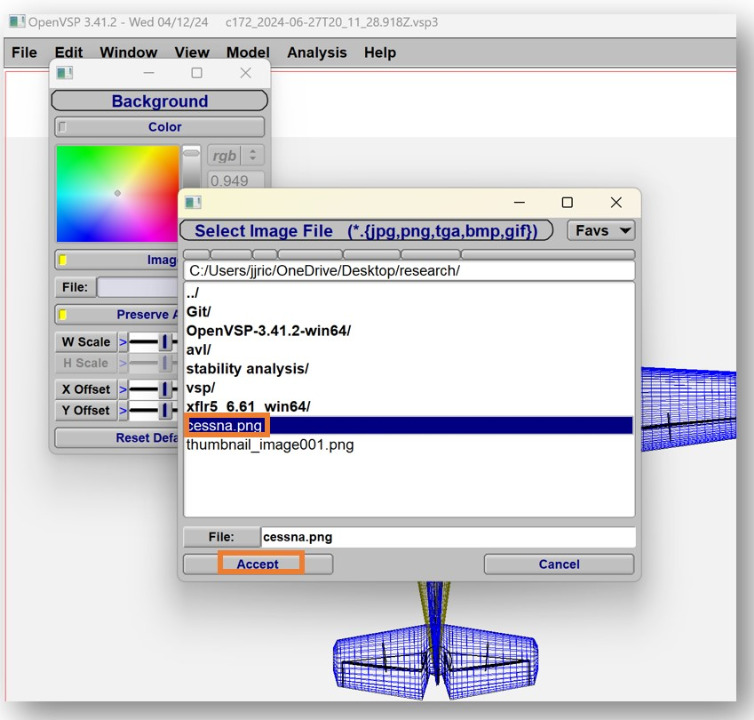 OpenVSP 3.41.2 - Wed 04/12/24 c172_2024-06-27T20_11_28.918Z.vsp3
File Edit Window View Model Analysis Help
Background
Color
rgb
0.949
Imag
File:
Preserve A
W Scale >
H Scale >
X Offset >
Y Offset >
Reset Defa
Select Image File (*.{jpg,png,tga,bmp,gif})
Favs
C:/Users/jjric/OneDrive/Desktop/research/
../
Git/
OpenVSP-3.41.2-win64/
avl/
stability analysis/
vsp/
xflr5_6.61_win64/
cessna.png
thumbnail_image001.png
File: cessna.png
Accept Cancel